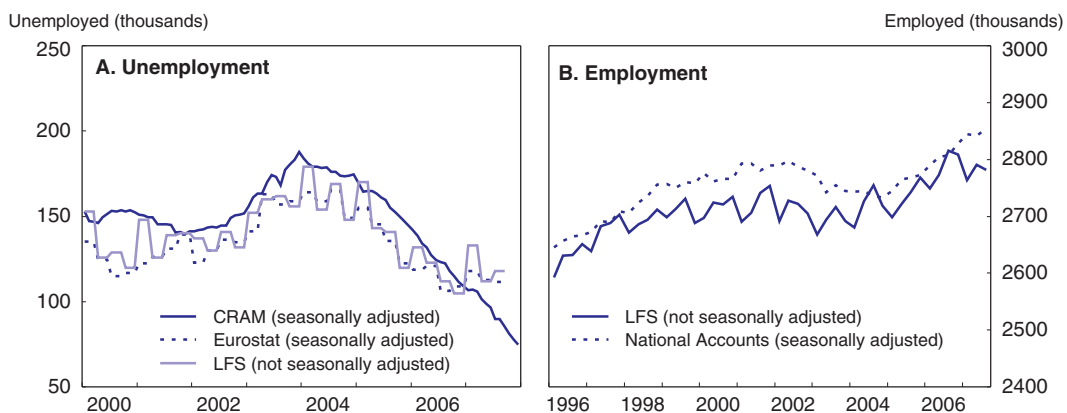 Unemployed (thousands)
Employed (thousands)
A. Unemployment
250
200
150
100
50
CRAM (seasonally adjusted)
Eurostat (seasonally adjusted)
LFS (not seasonally adjusted)
2000 2002 2004 2006
B. Employment
3000
2900
2800
2700
2600
2500
2400
LFS (not seasonally adjusted)
National Accounts (seasonally adjusted)
1996 1998 2000 2002 2004 2006